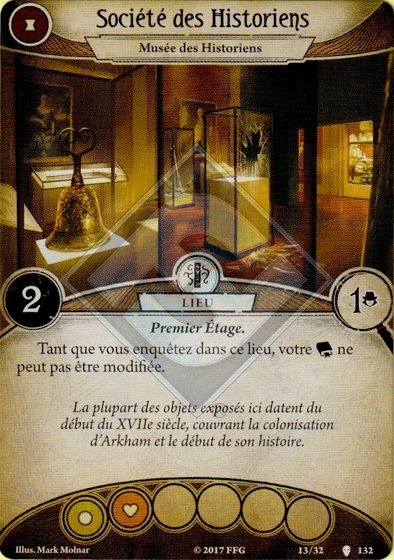 Société des Historiens
Musée des Historiens
2
LIEU
1
Premier Étage.
Tant que vous enquêtez dans ce lieu, votre ne
peut pas être modifiée.
La plupart des objets exposés ici datent du
début du XVIIe siècle, couvrant la colonisation
d'Arkham et le début de son histoire.
Illus. Mark Molnar
© 2017 FFG
13/32
132